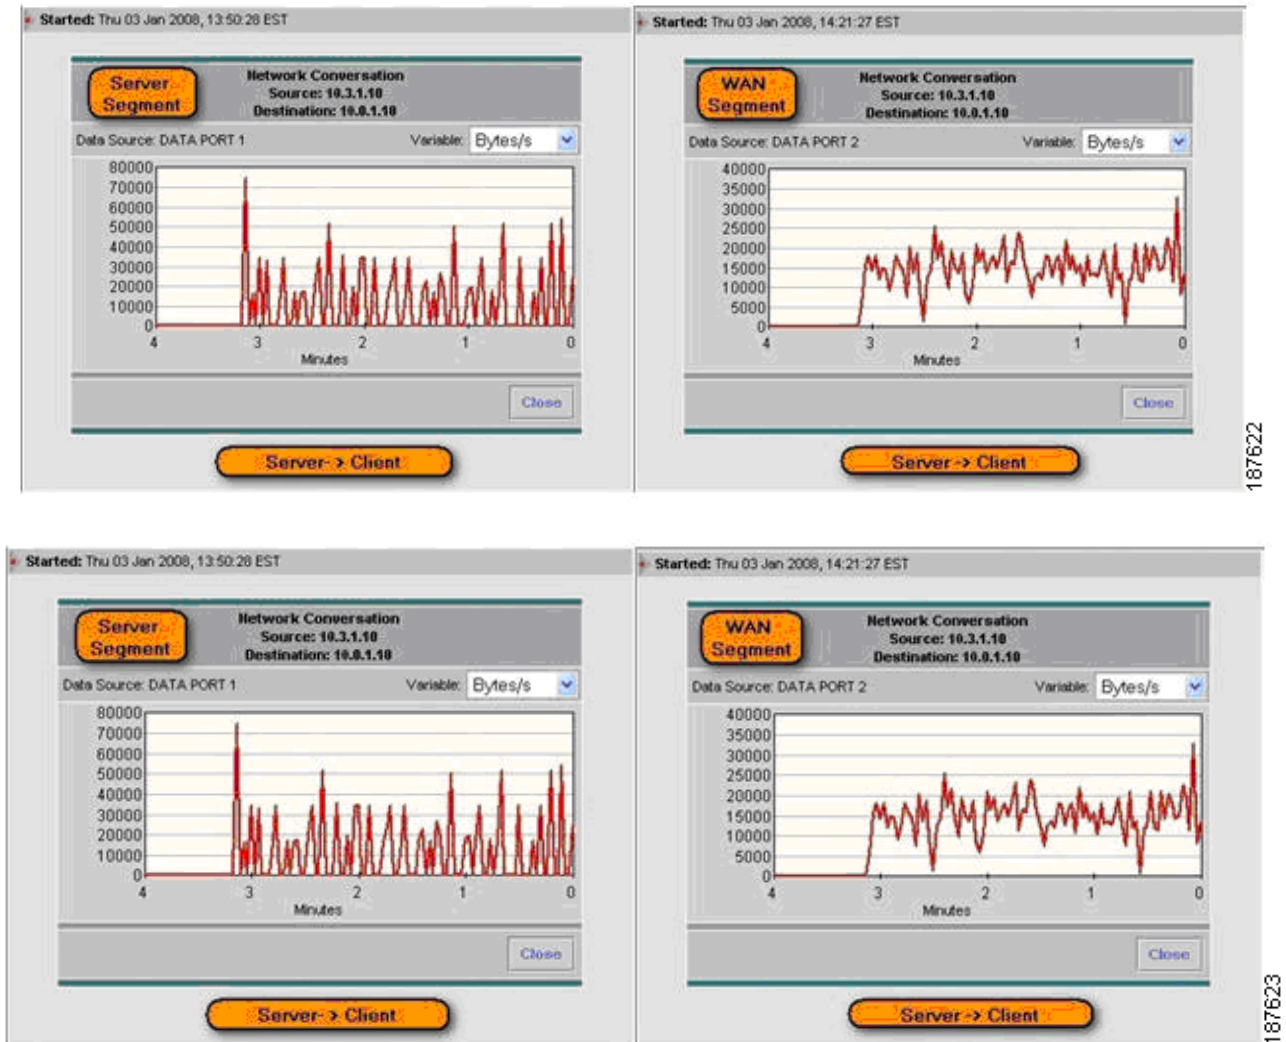 Started: Thu 03 Jan 2008, 13:50:28 EST
Server
Segment
Network Conversation
Source: 10.3.1.10
Destination: 10.0.1.10
Data Source: DATA PORT 1
Variable: Bytes/s
80000
70000
60000
50000
40000
30000
20000
10000
0
4 3 2 1 0
Minutes
Close
Server-> Client
Started: Thu 03 Jan 2008, 14:21:27 EST
WAN
Segment
Network Conversation
Source: 10.3.1.10
Destination: 10.0.1.10
Data Source: DATA PORT 2
Variable: Bytes/s
40000
35000
30000
25000
20000
15000
10000
5000
0
4 3 2 1 0
Minutes
Close
Server -> Client
187622
Started: Thu 03 Jan 2008, 13:50:28 EST
Server
Segment
Network Conversation
Source: 10.3.1.10
Destination: 10.0.1.10
Data Source: DATA PORT 1
Variable: Bytes/s
80000
70000
60000
50000
40000
30000
20000
10000
0
4 3 2 1 0
Minutes
Close
Server-> Client
Started: Thu 03 Jan 2008, 14:21:27 EST
WAN
Segment
Network Conversation
Source: 10.3.1.10
Destination: 10.0.1.10
Data Source: DATA PORT 2
Variable: Bytes/s
40000
35000
30000
25000
20000
15000
10000
5000
0
4 3 2 1 0
Minutes
Close
Server -> Client
187623